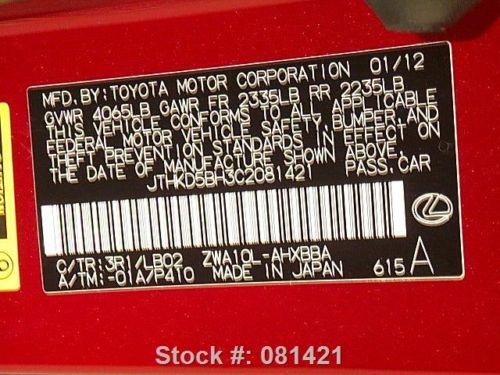 MFD. BY: TOYOTA MOTOR CORPORATION 01/12
GVWR 4065LB GAWR FR 2335LB RR 2235LB
THIS VEHICLE CONFORMS TO ALL APPLICABLE
FEDERAL MOTOR VEHICLE SAFETY, BUMPER, AND
THEFT PREVENTION STANDARDS IN EFFECT ON
THE DATE OF MANUFACTURE SHOWN ABOVE.
JTHKD5BH3C2081421 PASS. CAR
C/TR: 3R1/LB02 ZWA10L-AHXBBA
A/TM: -01A/P410 MADE IN JAPAN 615 A
Stock #: 081421